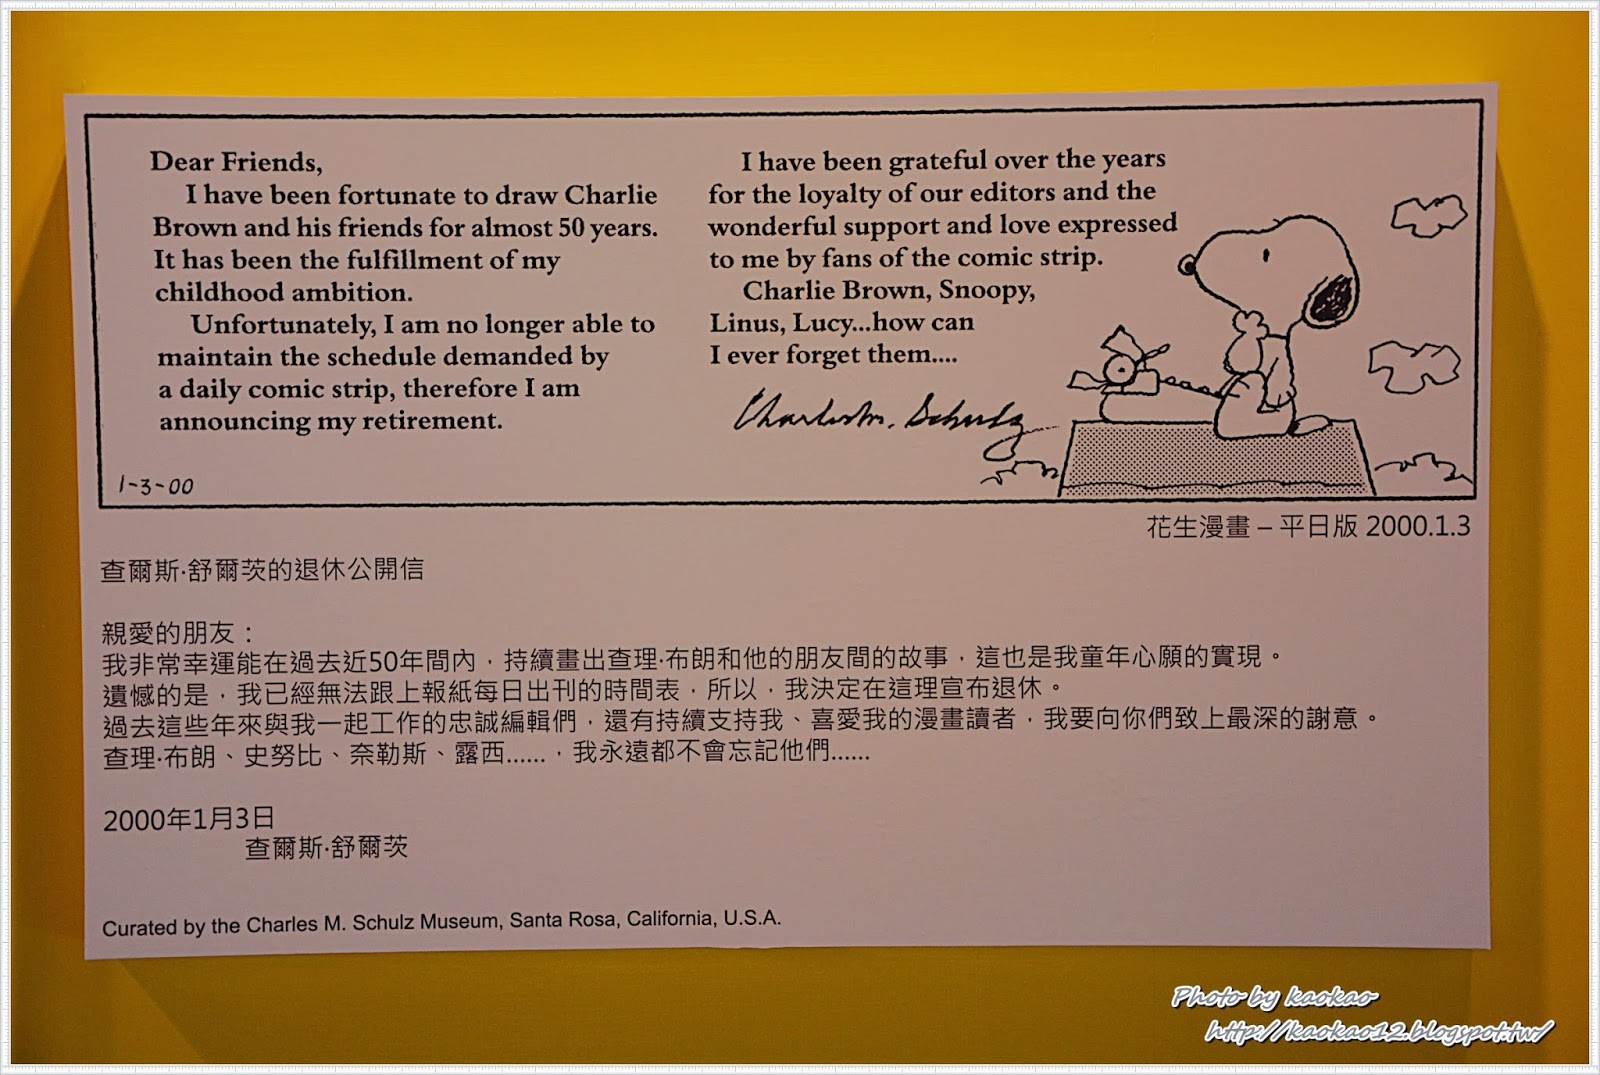 Dear Friends,
I have been fortunate to draw Charlie
Brown and his friends for almost 50 years.
It has been the fulfillment of my
childhood ambition.
Unfortunately, I am no longer able to
maintain the schedule demanded by
a daily comic strip, therefore I am
announcing my retirement.
1-3-00
I have been grateful over the years
for the loyalty of our editors and the
wonderful support and love expressed
to me by fans of the comic strip.
Charlie Brown, Snoopy,
Linus, Lucy...how can
I ever forget them....
Charles M. Schulz
花生漫畫 – 平日版 2000.1.3
查爾斯·舒爾茨的退休公開信
親愛的朋友：
我非常幸運能在過去近50年間內，持續畫出查理·布朗和他的朋友間的故事，這也是我童年心願的實現。
遺憾的是，我已經無法跟上報紙每日出刊的時間表，所以，我決定在這理宣布退休。
過去這些年來與我一起工作的忠誠編輯們，還有持續支持我、喜愛我的漫畫讀者，我要向你們致上最深的謝意。
查理·布朗、史努比、奈勒斯、露西......，我永遠都不會忘記他們......
2000年1月3日
查爾斯·舒爾茨
Curated by the Charles M. Schulz Museum, Santa Rosa, California, U.S.A.
Photo by kaokao
http://kaokao12.blogspot.tw/